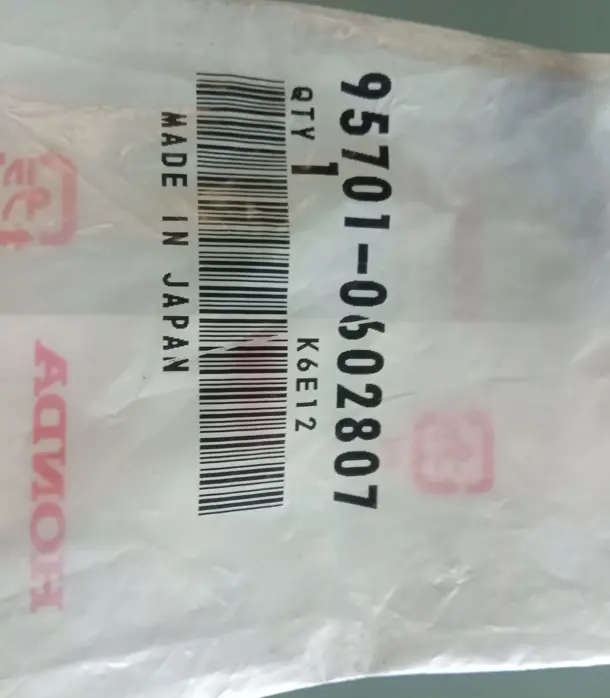 95701-0602807
QTY 1 K6E12
MADE IN JAPAN
HONDA